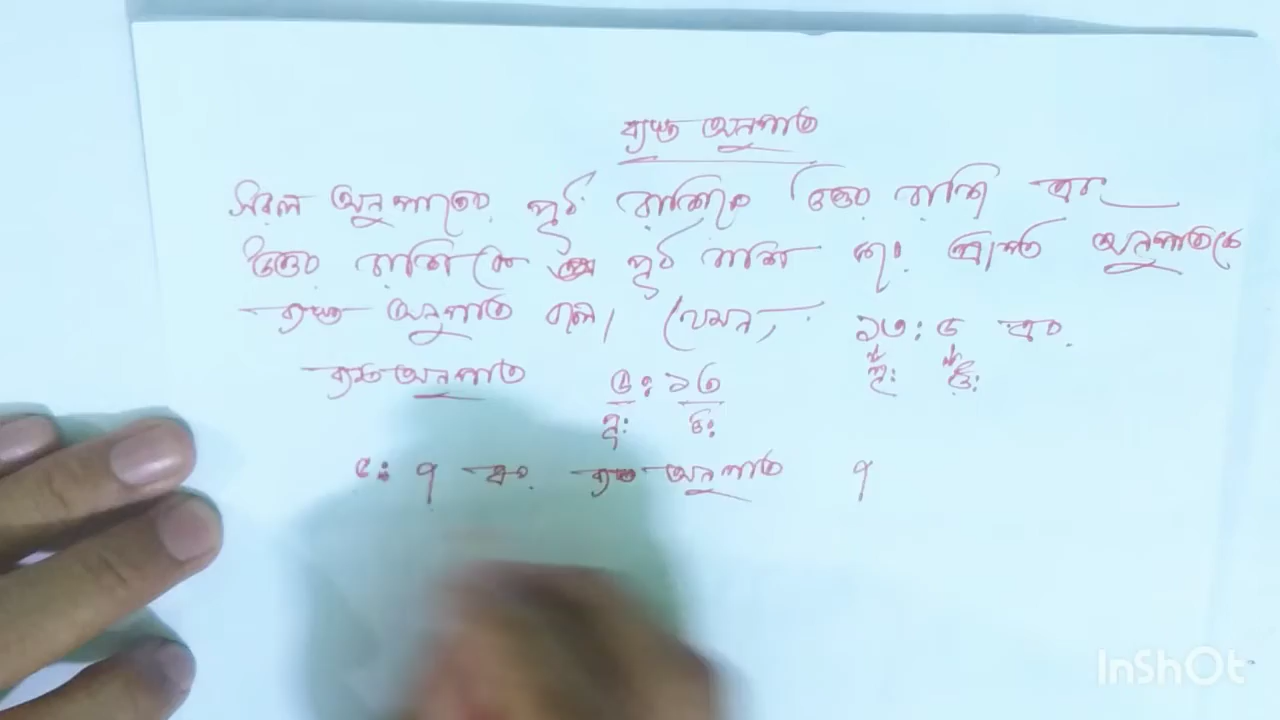 ব্যস্ত অনুপাত
সরল অনুপাতের পূর্ব রাশিকে উত্তর রাশি এবং
উত্তর রাশিকে পূর্ব রাশি করে প্রাপ্ত অনুপাতকে
ব্যস্ত অনুপাত বলে। যেমন, ১৩:৫ এর
ব্যস্ত অনুপাত ৫:১৩
পূ: উ:
পূ: উ:
৫: ৭ এর ব্যস্ত অনুপাত ৭
InShOt